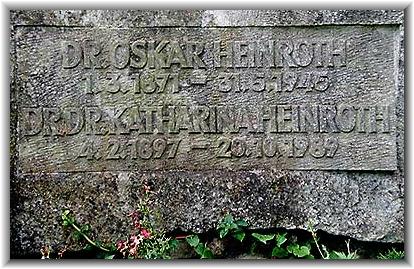 DR. OSKAR HEINROTH
1.3.1871 – 31.5.1945
DR.DR. KATHARINA HEINROTH
4.2.1897 – 20.10.1989